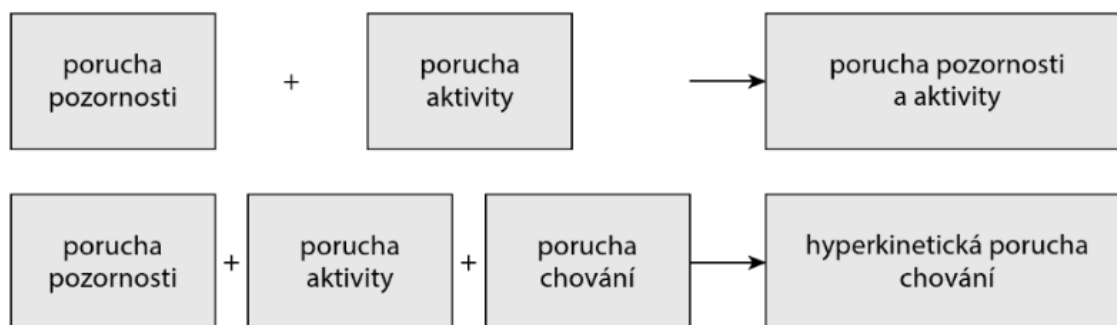 porucha
pozornosti
+
porucha
aktivity
porucha pozornosti
a aktivity
porucha
pozornosti
+
porucha
aktivity
+
porucha
chování
hyperkinetická porucha
chování